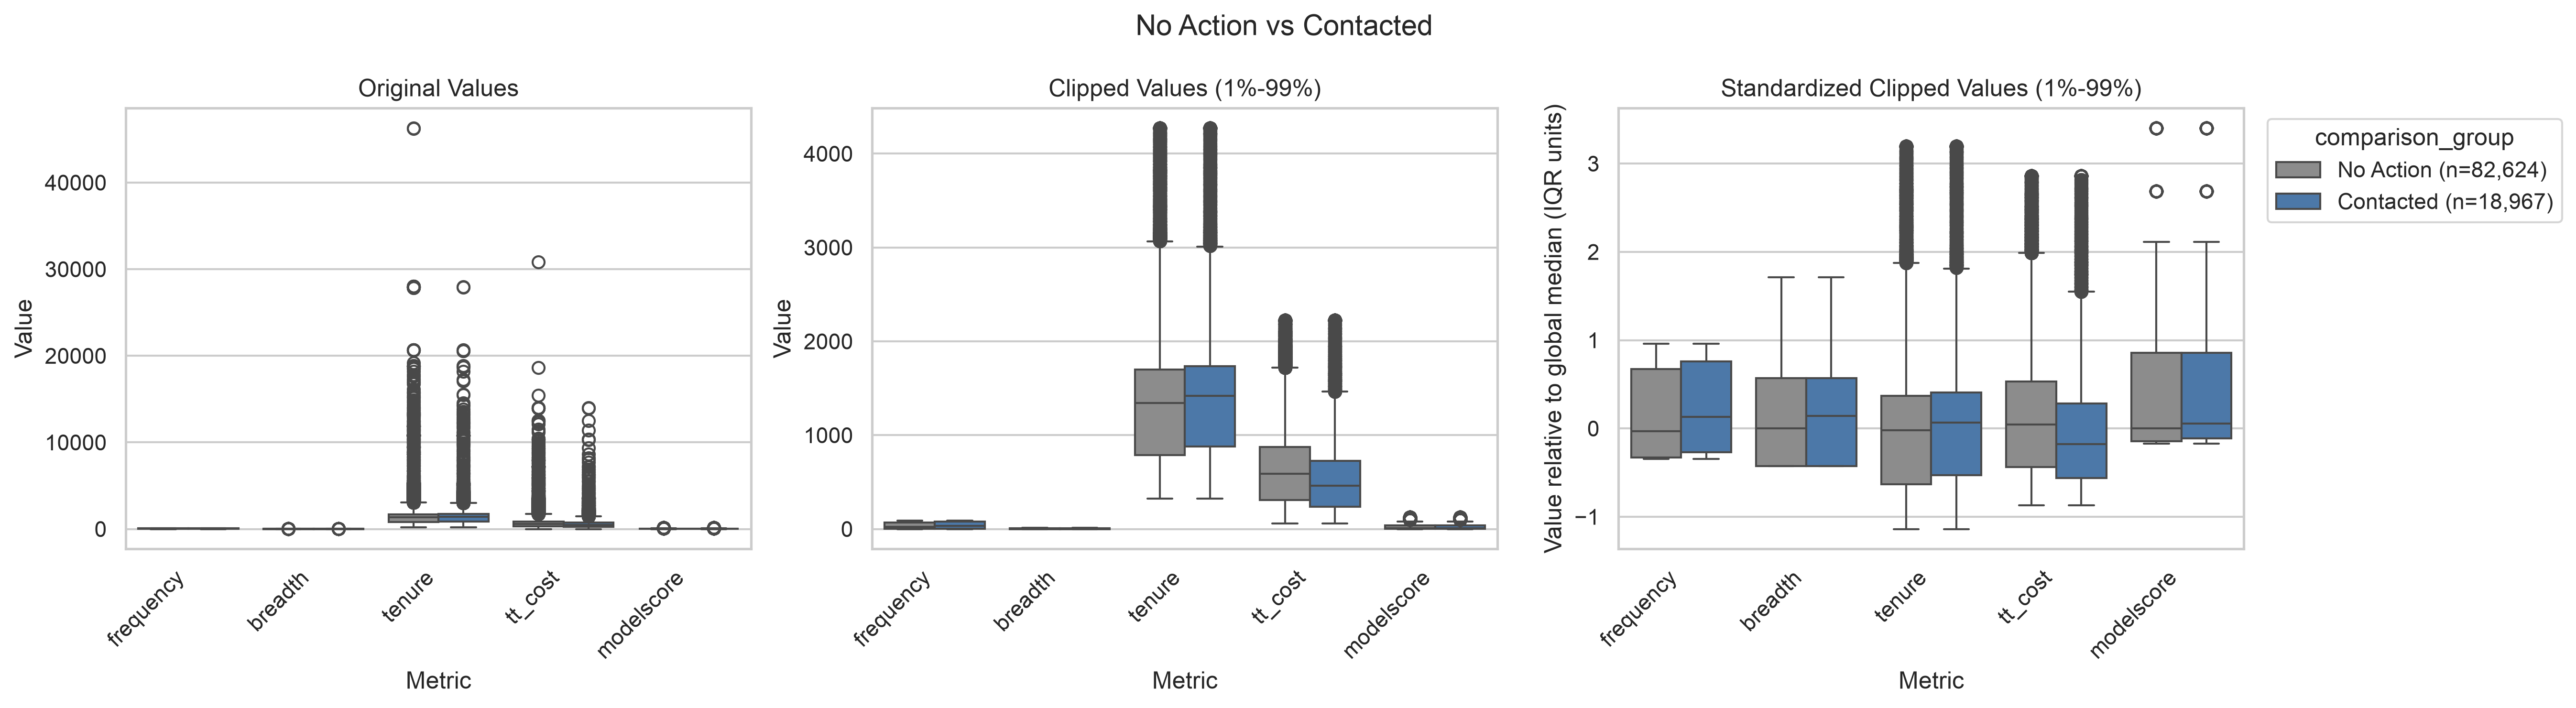 No Action vs Contacted
Original Values
Value
40000
30000
20000
10000
0
frequency
breadth
tenure
tt_cost
modelscore
Metric
Clipped Values (1%-99%)
Value
4000
3000
2000
1000
0
frequency
breadth
tenure
tt_cost
modelscore
Metric
Standardized Clipped Values (1%-99%)
Value relative to global median (IQR units)
3
2
1
0
−1
frequency
breadth
tenure
tt_cost
modelscore
Metric
comparison_group
No Action (n=82,624)
Contacted (n=18,967)